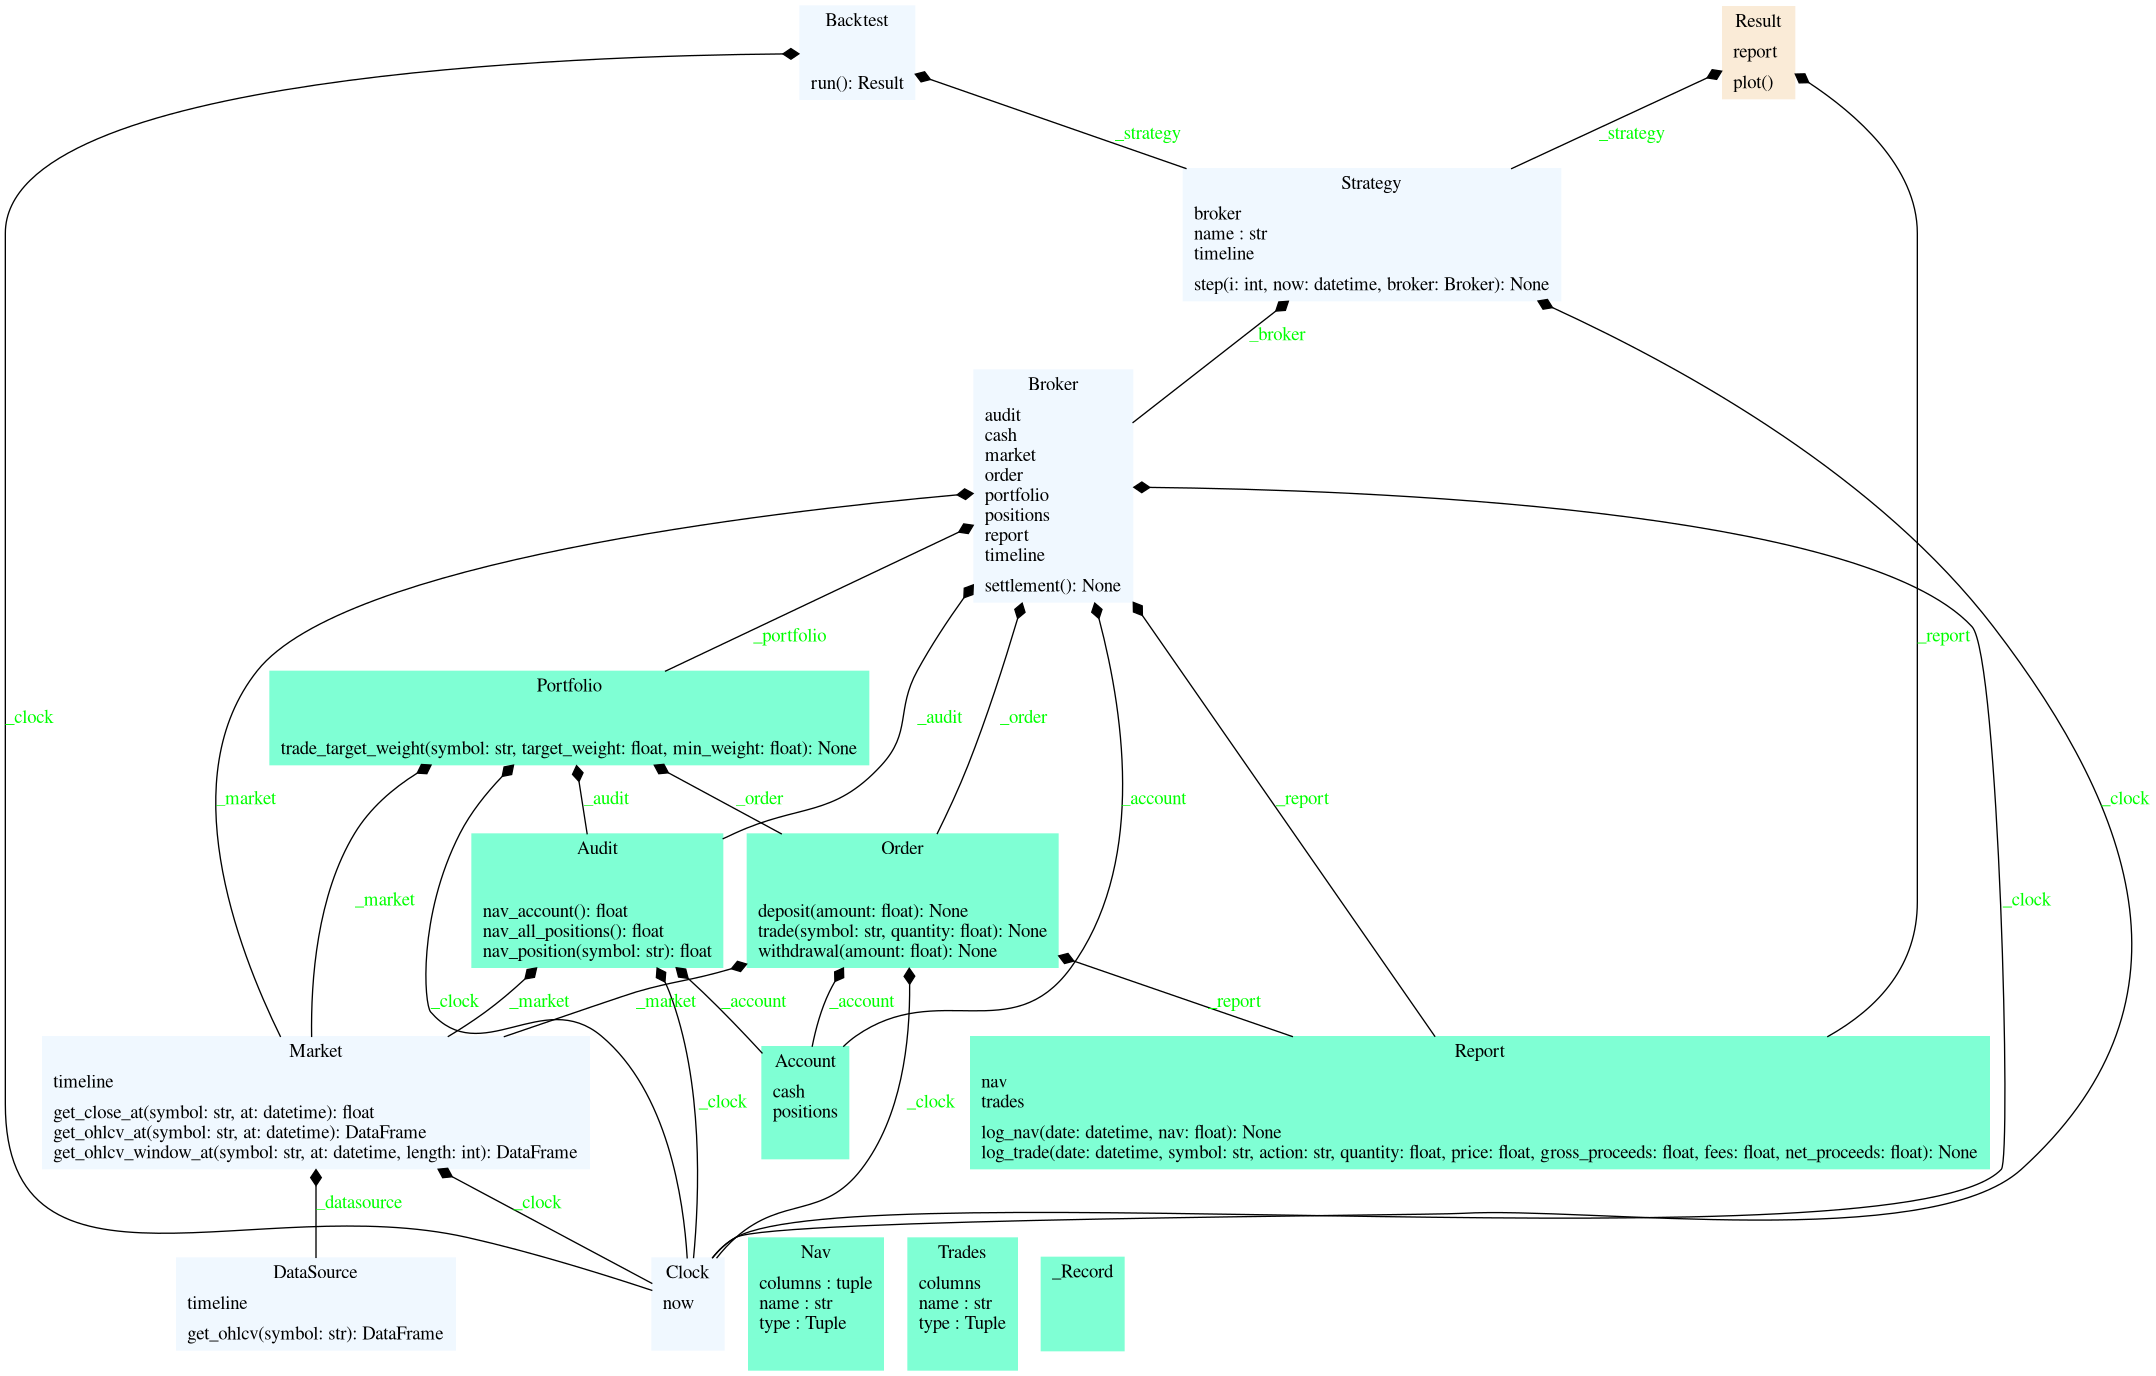 Backtest
run(): Result
Result
report
plot()
_strategy
_strategy
Strategy
broker
name : str
timeline
step(i: int, now: datetime, broker: Broker): None
_broker
Broker
audit
cash
market
order
portfolio
positions
report
timeline
settlement(): None
_portfolio
_report
Portfolio
trade_target_weight(symbol: str, target_weight: float, min_weight: float): None
_clock
_audit
_order
_market
_audit
_order
_account
_report
_clock
Audit
nav_account(): float
nav_all_positions(): float
nav_position(symbol: str): float
Order
deposit(amount: float): None
trade(symbol: str, quantity: float): None
withdrawal(amount: float): None
_market
_clock
_clock
_market
_market
_account
_account
_report
Market
timeline
get_close_at(symbol: str, at: datetime): float
get_ohlcv_at(symbol: str, at: datetime): DataFrame
get_ohlcv_window_at(symbol: str, at: datetime, length: int): DataFrame
Account
cash
positions
Report
nav
trades
log_nav(date: datetime, nav: float): None
log_trade(date: datetime, symbol: str, action: str, quantity: float, price: float, gross_proceeds: float, fees: float, net_proceeds: float): None
_clock
_clock
_datasource
_clock
DataSource
timeline
get_ohlcv(symbol: str): DataFrame
Clock
now
Nav
columns : tuple
name : str
type : Tuple
Trades
columns
name : str
type : Tuple
_Record